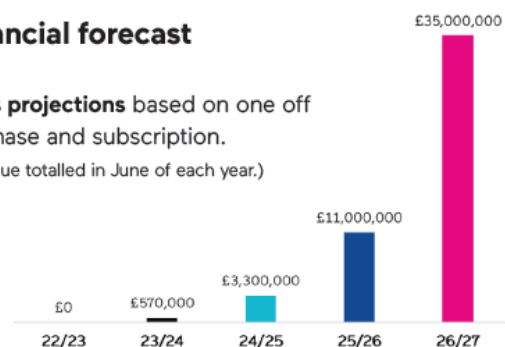 ancial forecast
projections based on one off
ase and subscription.
ue totalled in June of each year.)
£0
£570,000
£3,300,000
£11,000,000
£35,000,000
22/23
23/24
24/25
25/26
26/27